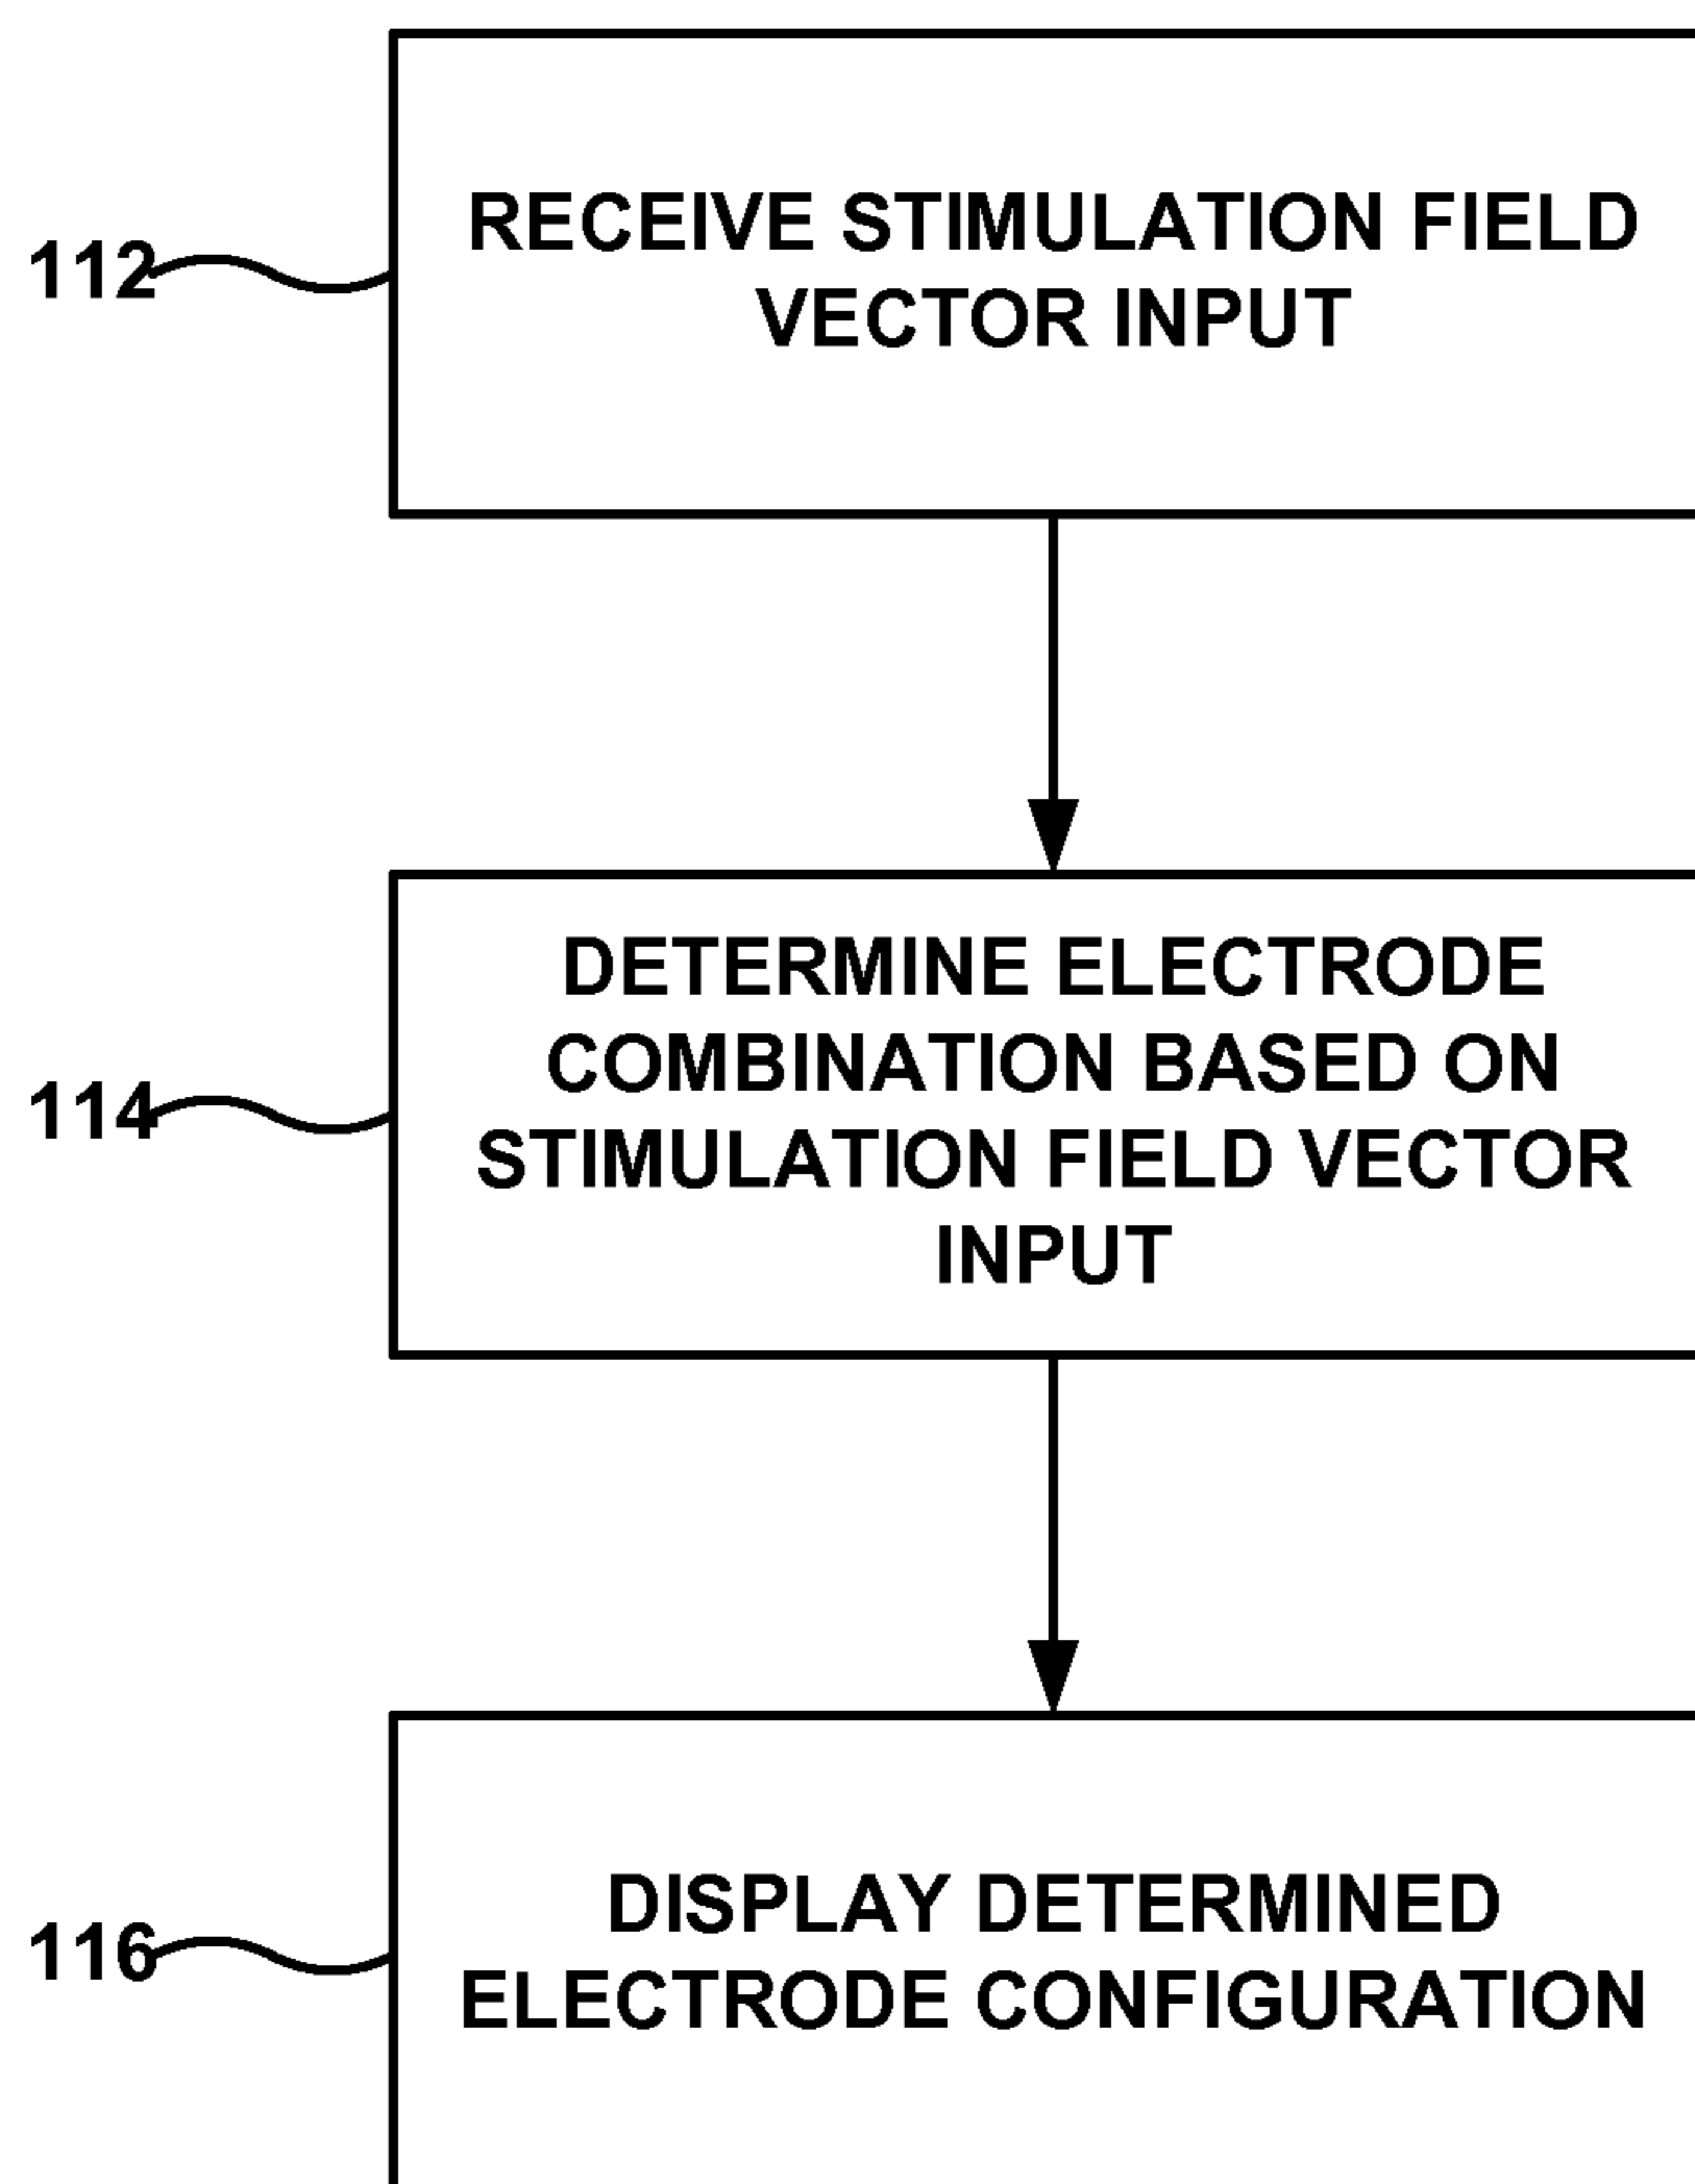 112
RECEIVE STIMULATION FIELD
VECTOR INPUT
114
DETERMINE ELECTRODE
COMBINATION BASED ON
STIMULATION FIELD VECTOR
INPUT
116
DISPLAY DETERMINED
ELECTRODE CONFIGURATION